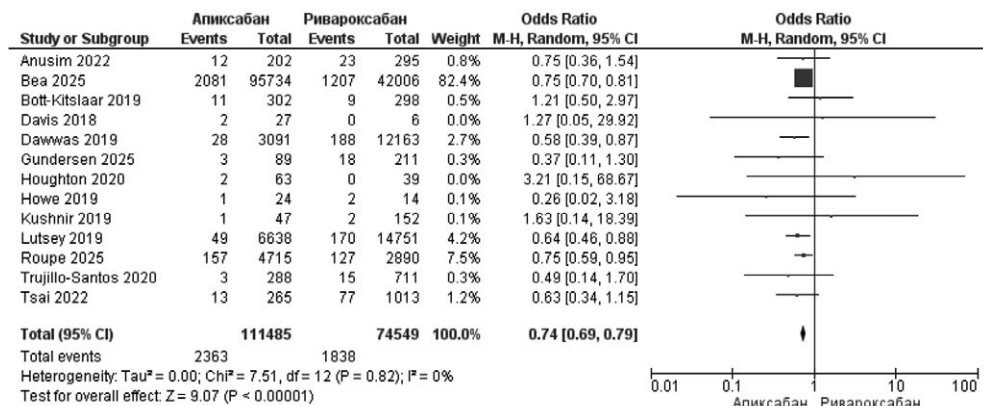 Апиксабан Ривароксабан Odds Ratio Odds Ratio
Study or Subgroup Events Total Events Total Weight M-H, Random, 95% CI M-H, Random, 95% CI
Anusim 2022 12 202 23 295 0.8% 0.75 [0.36, 1.54]
Bea 2025 2081 95734 1207 42006 82.4% 0.75 [0.70, 0.81]
Bott-Kitslaar 2019 11 302 9 298 0.5% 1.21 [0.50, 2.97]
Davis 2018 2 27 0 6 0.0% 1.27 [0.05, 29.92]
Dawwas 2019 28 3091 188 12163 2.7% 0.58 [0.39, 0.87]
Gundersen 2025 3 89 18 211 0.3% 0.37 [0.11, 1.30]
Houghton 2020 2 63 0 39 0.0% 3.21 [0.15, 68.67]
Howe 2019 1 24 2 14 0.1% 0.26 [0.02, 3.18]
Kushnir 2019 1 47 2 152 0.1% 1.63 [0.14, 18.39]
Lutsey 2019 49 6638 170 14751 4.2% 0.64 [0.46, 0.88]
Roupe 2025 157 4715 127 2890 7.5% 0.75 [0.59, 0.95]
Trujillo-Santos 2020 3 288 15 711 0.4% 0.49 [0.14, 1.70]
Tsai 2022 13 265 77 1013 1.2% 0.63 [0.34, 1.15]
Total (95% CI) 111485 74549 100.0% 0.74 [0.69, 0.79]
Total events 2363 1838
Heterogeneity: Tau² = 0.00; Chi² = 7.51, df = 12 (P = 0.82); I² = 0%
Test for overall effect: Z = 9.07 (P < 0.00001)
0.01 0.1 1 10 100
Апиксабан Ривароксабан